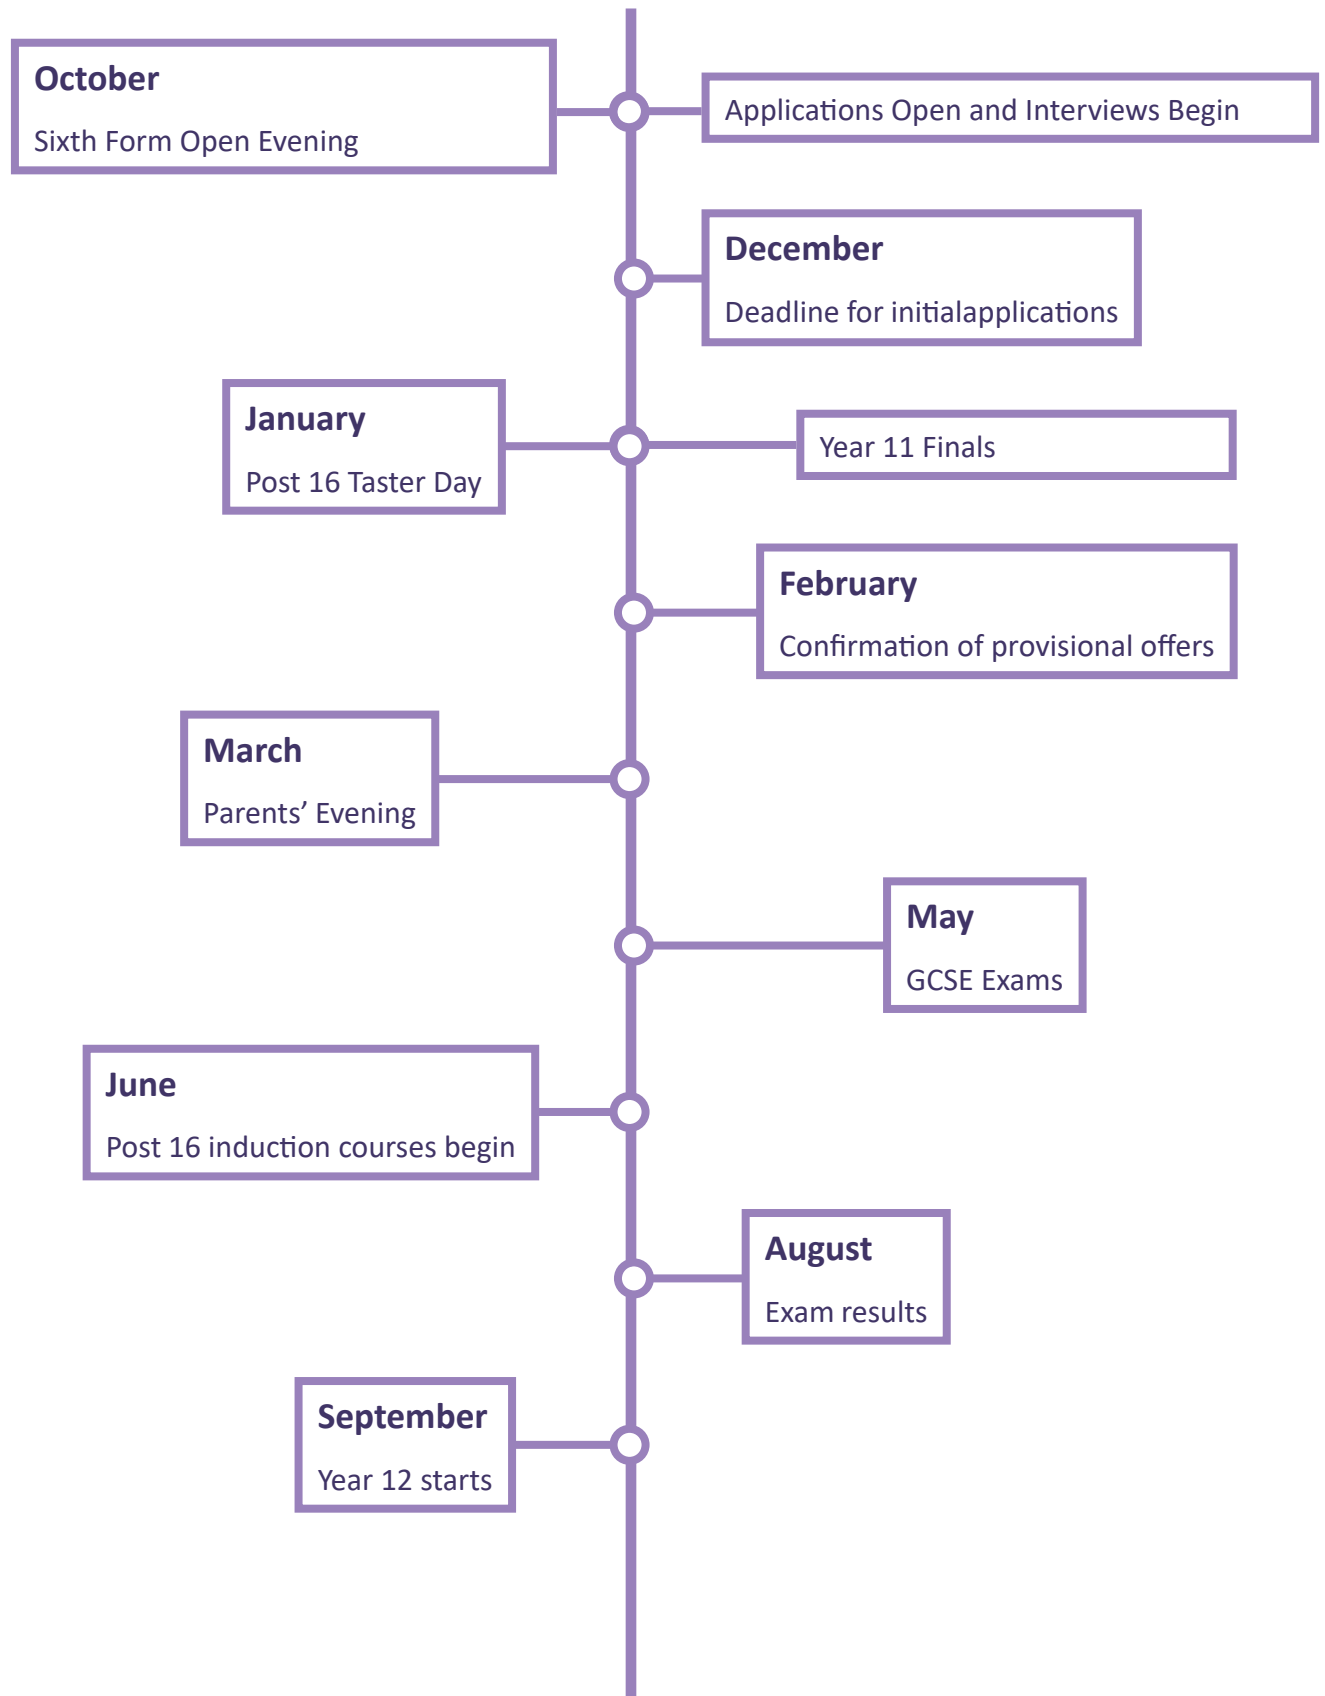 October
Sixth Form Open Evening
Applications Open and Interviews Begin
December
Deadline for initialapplications
January
Post 16 Taster Day
Year 11 Finals
February
Confirmation of provisional offers
March
Parents’ Evening
May
GCSE Exams
June
Post 16 induction courses begin
August
Exam results
September
Year 12 starts